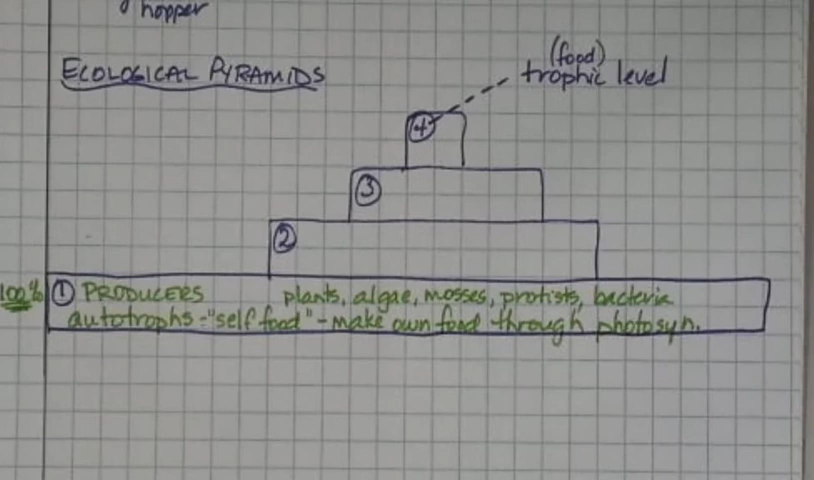 hopper
ECOLOGICAL PYRAMIDS
(food)
trophic level
④
③
②
100% ① PRODUCERS plants, algae, mosses, protists, bacteria
autotrophs - "self food" - make own food through photosyn.